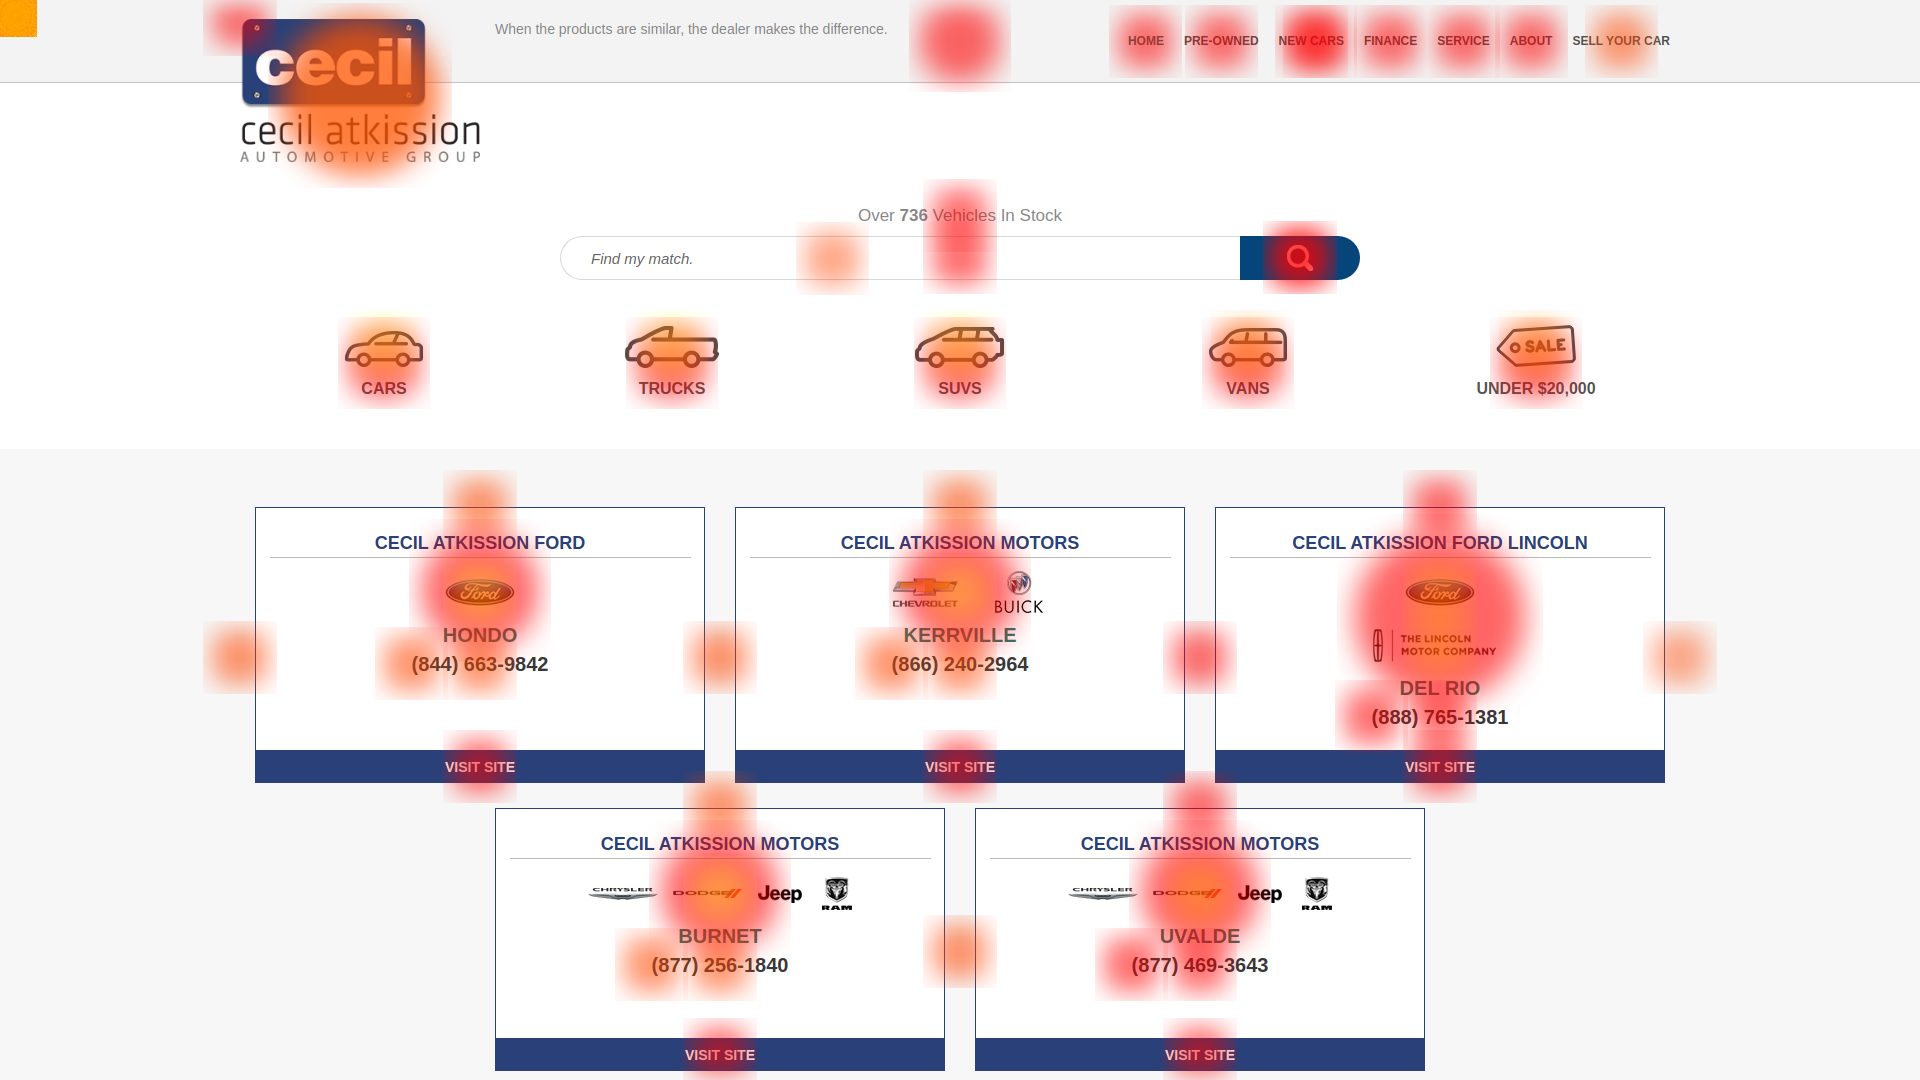 When the products are similar, the dealer makes the difference.
HOME PRE-OWNED NEW CARS FINANCE SERVICE ABOUT SELL YOUR CAR
cecil
cecil atkission
AUTOMOTIVE GROUP
Over 736 Vehicles In Stock
Find my match.
SALE
CARS TRUCKS SUVS VANS UNDER $20,000
CECIL ATKISSION FORD
Ford
HONDO
(844) 663-9842
VISIT SITE
CECIL ATKISSION MOTORS
CHEVROLET BUICK
KERRVILLE
(866) 240-2964
VISIT SITE
CECIL ATKISSION FORD LINCOLN
Ford
THE LINCOLN
MOTOR COMPANY
DEL RIO
(888) 765-1381
VISIT SITE
CECIL ATKISSION MOTORS
CHRYSLER DODGE Jeep RAM
BURNET
(877) 256-1840
VISIT SITE
CECIL ATKISSION MOTORS
CHRYSLER DODGE Jeep RAM
UVALDE
(877) 469-3643
VISIT SITE